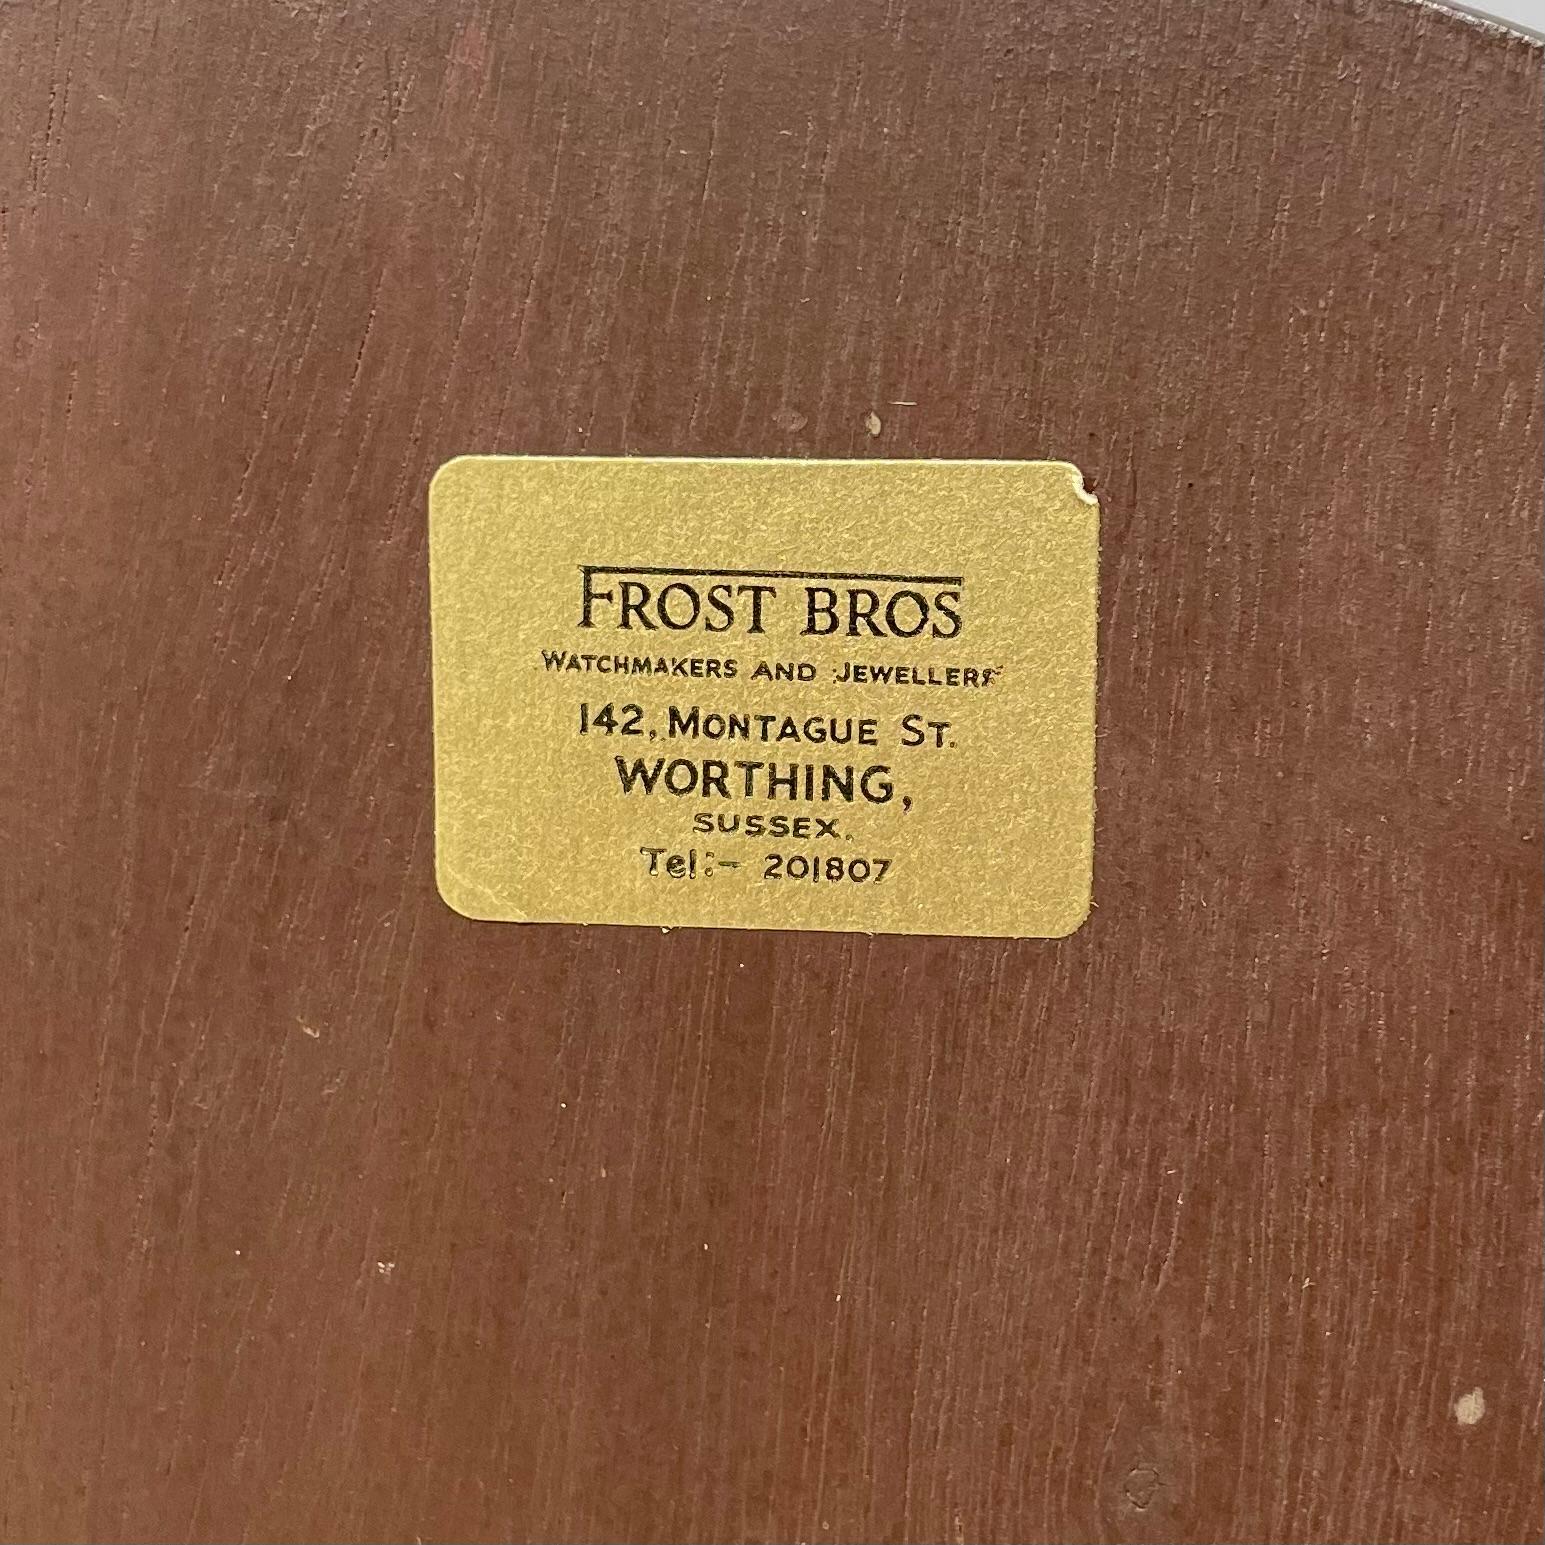 FROST BROS
WATCHMAKERS AND JEWELLERS
142, MONTAGUE ST.
WORTHING,
SUSSEX.
Tel:- 201807